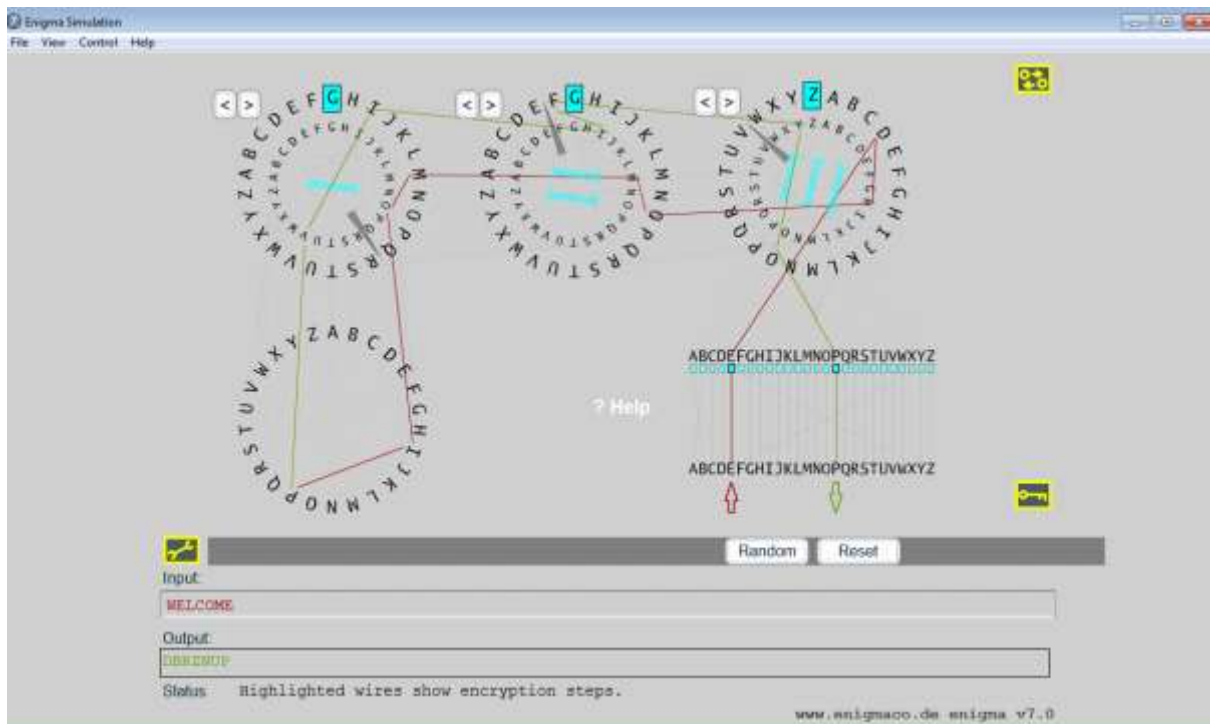 Enigma Simulation
File View Control Help
< > < > < >
G G Z
ABCDEFGHIJKLMNOPQRSTUVWXYZ
? Help
ABCDEFGHIJKLMNOPQRSTUVWXYZ
Random Reset
Input:
WELCOME
Output:
Status Highlighted wires show encryption steps.
www.enigmaco.de enigma v7.0